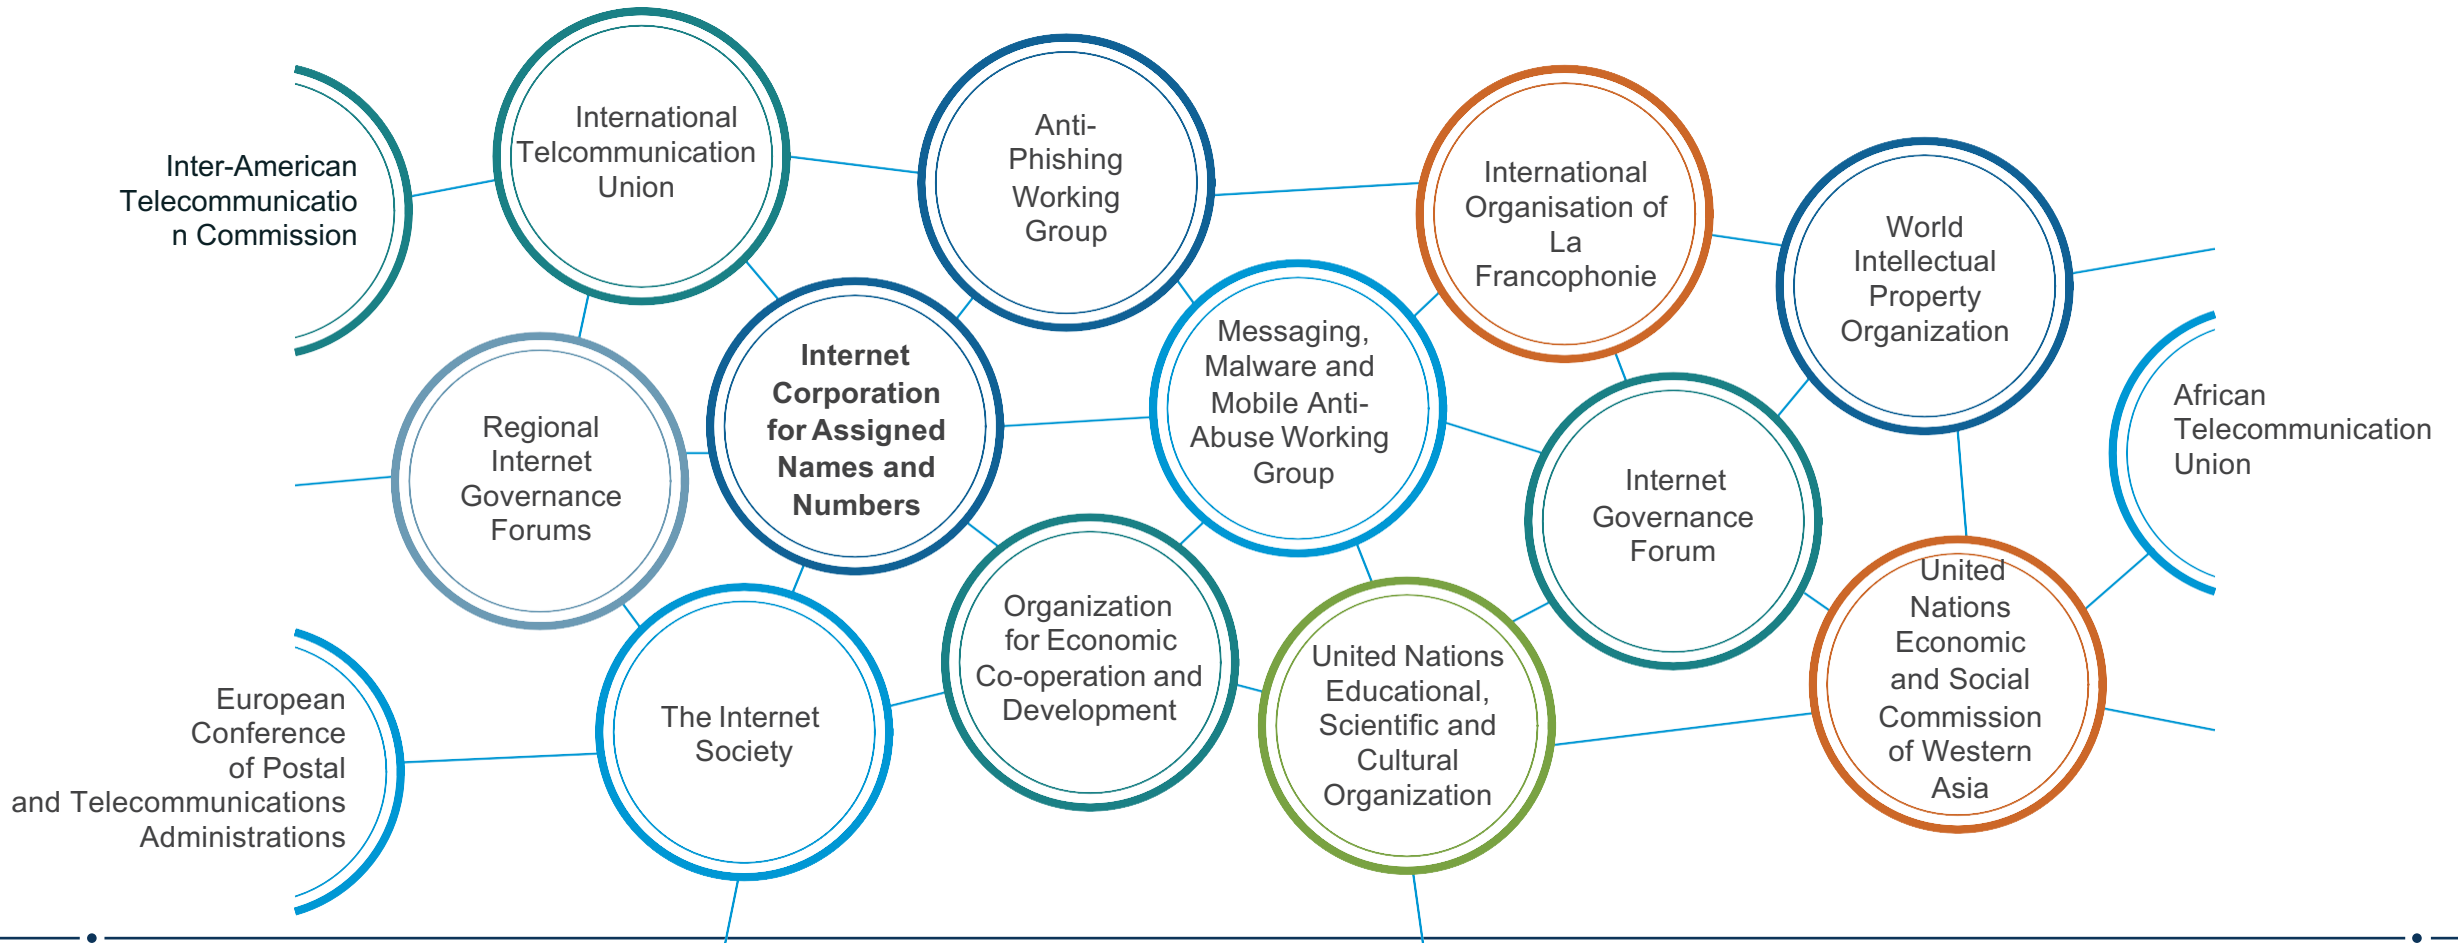 Inter-American
Telecommunicatio
n Commission
International
Telcommunication
Union
Anti-
Phishing
Working
Group
International
Organisation of
La
Francophonie
World
Intellectual
Property
Organization
Regional
Internet
Governance
Forums
Internet
Corporation
for Assigned
Names and
Numbers
Messaging,
Malware and
Mobile Anti-
Abuse Working
Group
Internet
Governance
Forum
African
Telecommunication
Union
European
Conference
of Postal
and Telecommunications
Administrations
The Internet
Society
Organization
for Economic
Co-operation and
Development
United Nations
Educational,
Scientific and
Cultural
Organization
United
Nations
Economic
and Social
Commission
of Western
Asia